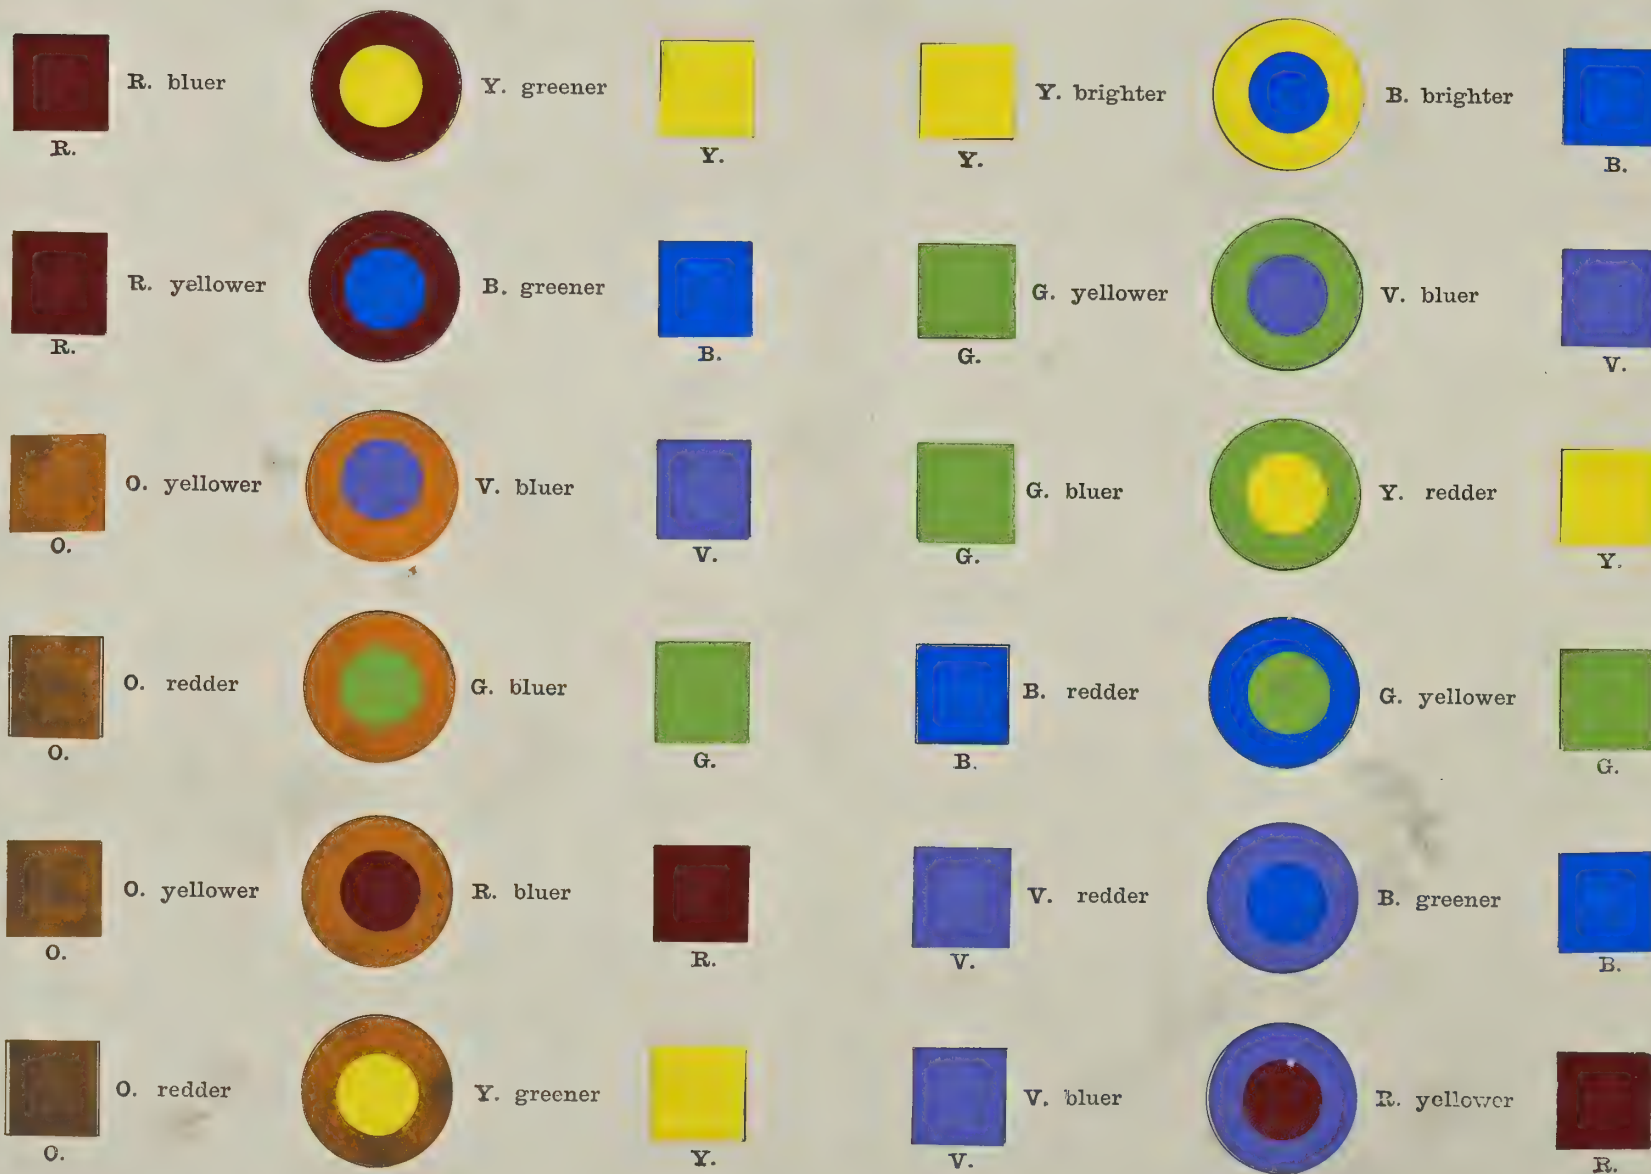 R. bluer Y. greener
R. Y.
Y. brighter B. brighter
Y. B.
R. yellower B. greener
R. B.
G. yellower V. bluer
G. V.
O. yellower V. bluer
O. V.
G. bluer Y. redder
G. Y.
O. redder G. bluer
O. G.
B. redder G. yellower
B. G.
O. yellower R. bluer
O. R.
V. redder B. greener
V. B.
O. redder Y. greener
O. Y.
V. bluer R. yellower
V. R.